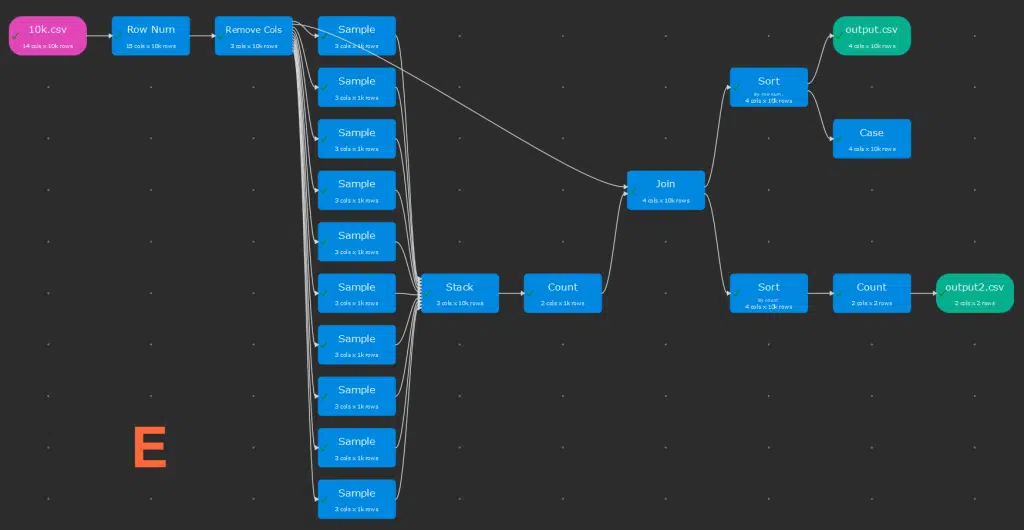 10k.csv
14 cols x 10k rows
Row Num
15 cols x 10k rows
Remove Cols
3 cols x 10k rows
Sample
3 cols x 1k rows
Sample
3 cols x 1k rows
Sample
3 cols x 1k rows
Sample
3 cols x 1k rows
Sample
3 cols x 1k rows
Sample
3 cols x 1k rows
Sample
3 cols x 1k rows
Sample
3 cols x 1k rows
Sample
3 cols x 1k rows
Sample
3 cols x 1k rows
Stack
3 cols x 10k rows
Count
2 cols x 1k rows
Join
4 cols x 10k rows
Sort
4 cols x 10k rows
output.csv
4 cols x 10k rows
Case
4 cols x 10k rows
Sort
By count
4 cols x 10k rows
Count
2 cols x 2 rows
output2.csv
2 cols x 2 rows
E